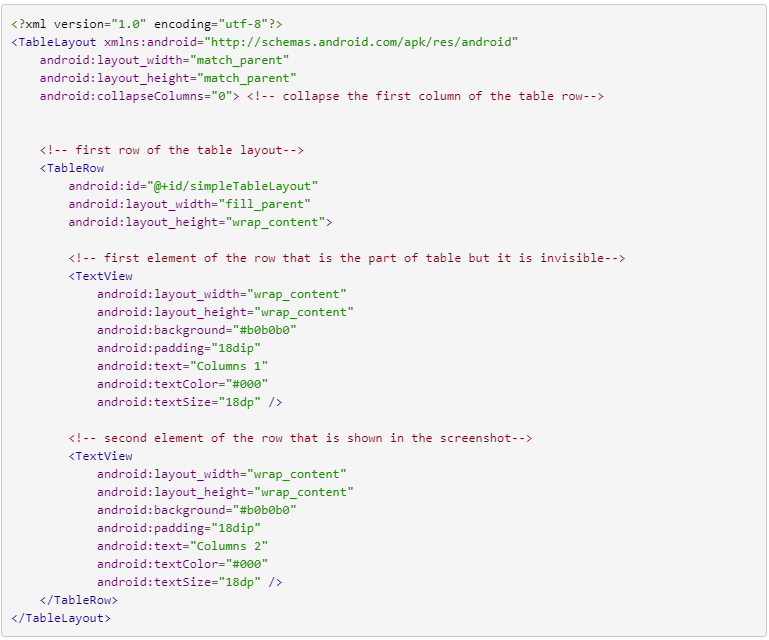 <?xml version="1.0" encoding="utf-8"?>
<TableLayout xmlns:android="http://schemas.android.com/apk/res/android"
    android:layout_width="match_parent"
    android:layout_height="match_parent"
    android:collapseColumns="0"> <!-- collapse the first column of the table row-->


    <!-- first row of the table layout-->
    <TableRow
        android:id="@+id/simpleTableLayout"
        android:layout_width="fill_parent"
        android:layout_height="wrap_content">

        <!-- first element of the row that is the part of table but it is invisible-->
        <TextView
            android:layout_width="wrap_content"
            android:layout_height="wrap_content"
            android:background="#b0b0b0"
            android:padding="18dip"
            android:text="Columns 1"
            android:textColor="#000"
            android:textSize="18dp" />

        <!-- second element of the row that is shown in the screenshot-->
        <TextView
            android:layout_width="wrap_content"
            android:layout_height="wrap_content"
            android:background="#b0b0b0"
            android:padding="18dip"
            android:text="Columns 2"
            android:textColor="#000"
            android:textSize="18dp" />
    </TableRow>
</TableLayout>